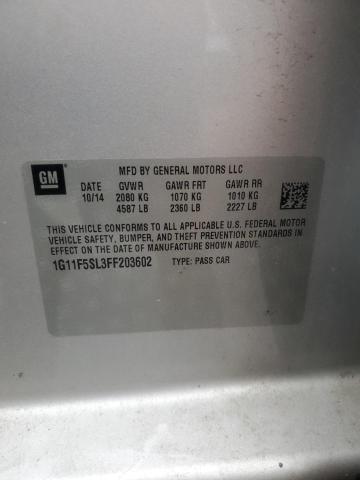 GM
MFD BY GENERAL MOTORS LLC
DATE GVWR GAWR FRT GAWR RR
10/14 2080 KG 1070 KG 1010 KG
4587 LB 2360 LB 2227 LB
THIS VEHICLE CONFORMS TO ALL APPLICABLE U.S. FEDERAL MOTOR
VEHICLE SAFETY, BUMPER, AND THEFT PREVENTION STANDARDS
IN EFFECT ON THE DATE OF MANUFACTURE SHOWN ABOVE.
1G11F5SL3FF203602 TYPE: PASS CAR